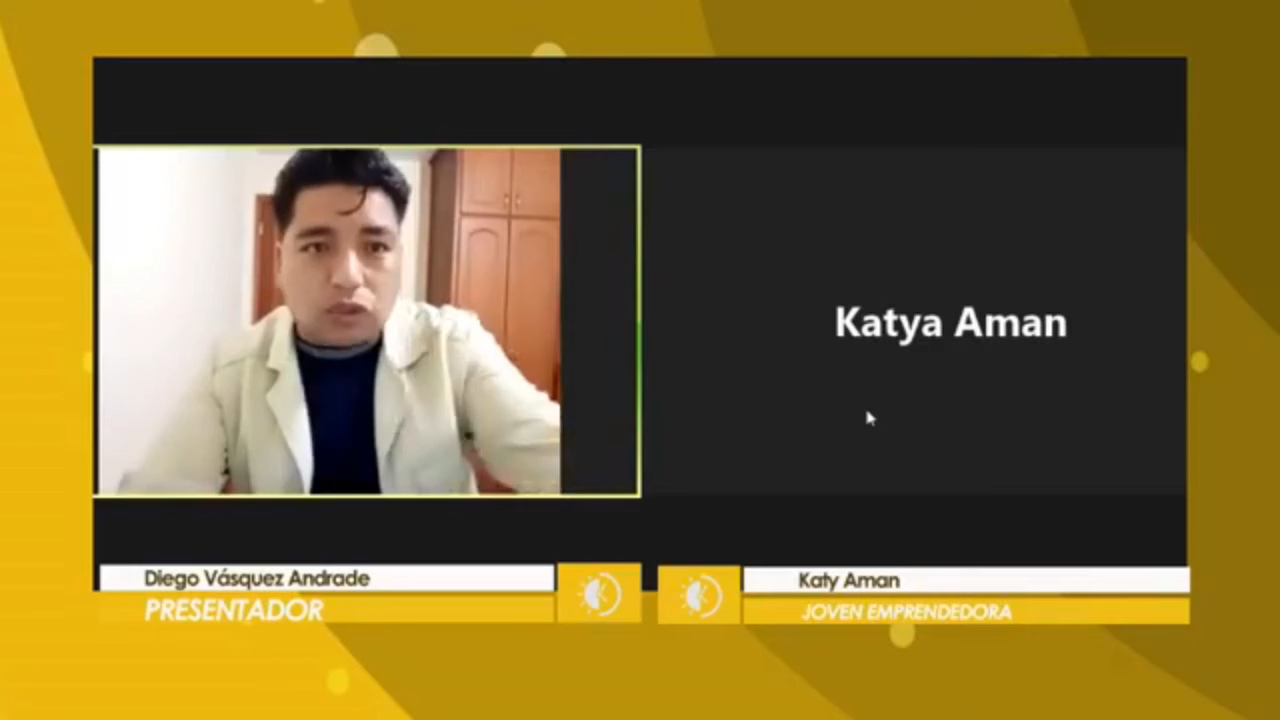 Katya Aman
Diego Vásquez Andrade
PRESENTADOR
Katy Aman
JOVEN EMPRENDEDORA